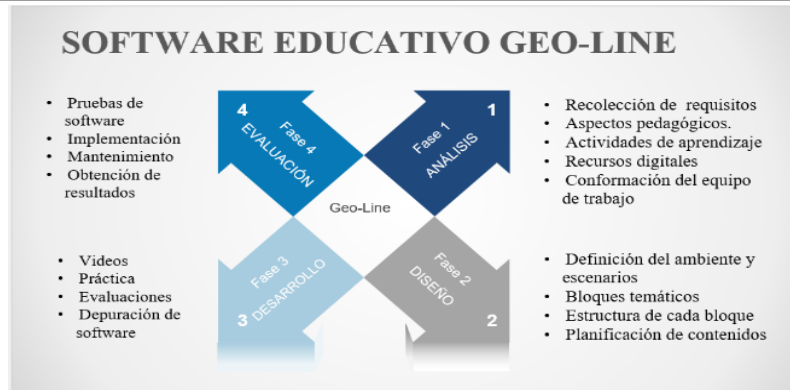 SOFTWARE EDUCATIVO GEO-LINE
• Pruebas de
software
• Implementación
• Mantenimiento
• Obtención de
resultados
4
Fase 4
EVALUACIÓN
1
Fase 1
ANÁLISIS
• Recolección de requisitos
• Aspectos pedagógicos.
• Actividades de aprendizaje
• Recursos digitales
• Conformación del equipo
de trabajo
Geo-Line
• Videos
• Práctica
• Evaluaciones
• Depuración de
software
Fase 3
DESARROLLO
3
Fase 2
DISEÑO
2
• Definición del ambiente y
escenarios
• Bloques temáticos
• Estructura de cada bloque
• Planificación de contenidos